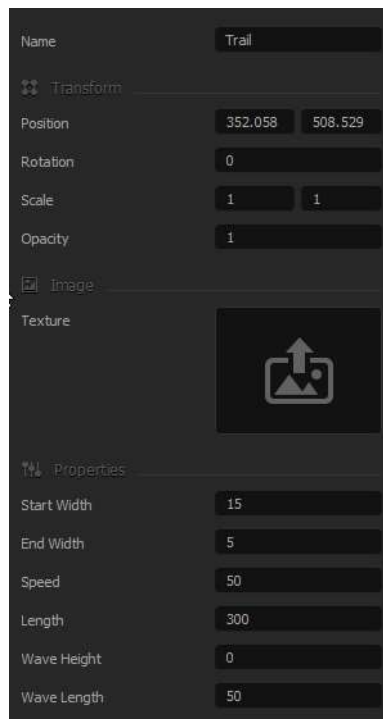 Name Trail
Transform
Position 352.058 508.529
Rotation 0
Scale 1 1
Opacity 1
Image
Texture
Properties
Start Width 15
End Width 5
Speed 50
Length 300
Wave Height 0
Wave Length 50